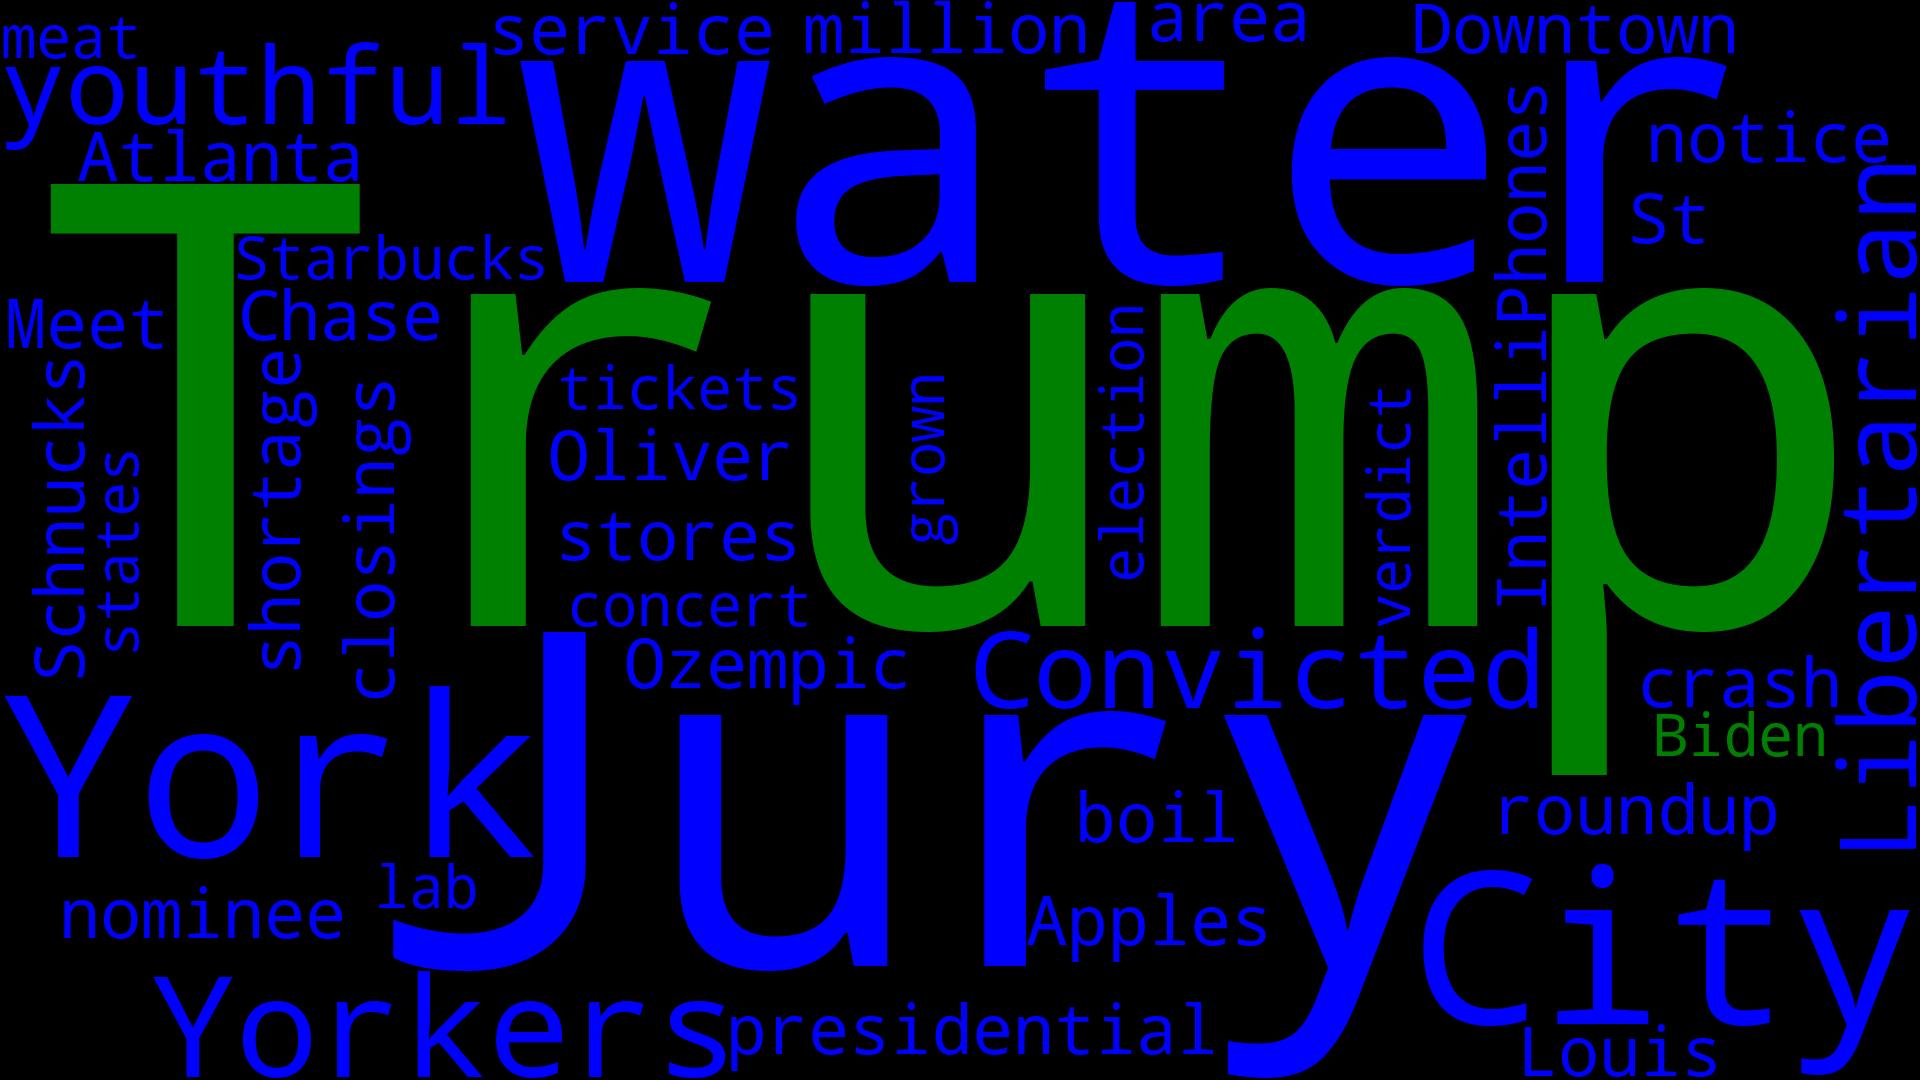 meat
service
million
area
Downtown
youthful
water
notice
Atlanta
St
Trump
Starbucks
Meet
Chase
IntelliPhones
Libertarian
Schnucks
states
shortage
closings
tickets
Oliver
stores
concert
grown
election
verdict
Ozempic
Convicted
crash
Biden
York
Jury
boil
roundup
nominee
lab
Apples
City
Yorkers
presidential
Louis